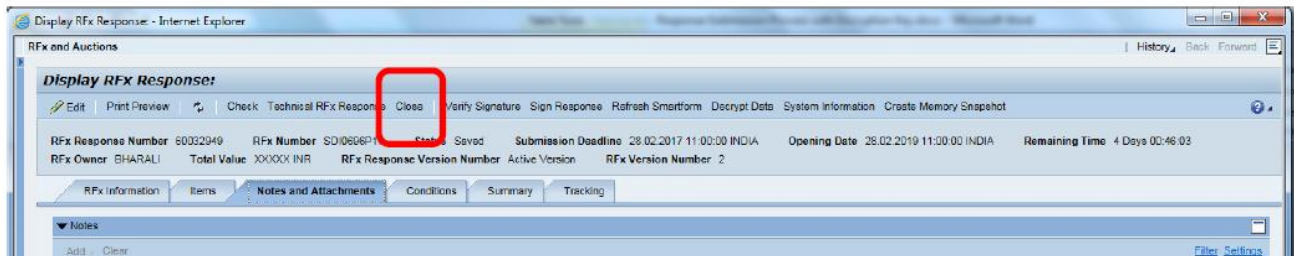 Display RFx Response: - Internet Explorer
RFx and Auctions
History Back Forward
Display RFx Response:
Edit Print Preview Check Technical RFx Response Close Verify Signature Sign Response Refresh Smartform Decrypt Data System Information Create Memory Snapshot
RFx Response Number 60032949 RFx Number SDI0696P1 Status Saved Submission Deadline 28.02.2017 11:00:00 INDIA Opening Date 28.02.2019 11:00:00 INDIA Remaining Time 4 Days 00:46:03
RFx Owner BHARALI Total Value XXXXX INR RFx Response Version Number Active Version RFx Version Number 2
RFx Information Items Notes and Attachments Conditions Summary Tracking
Notes
Add Clear Filter Settings